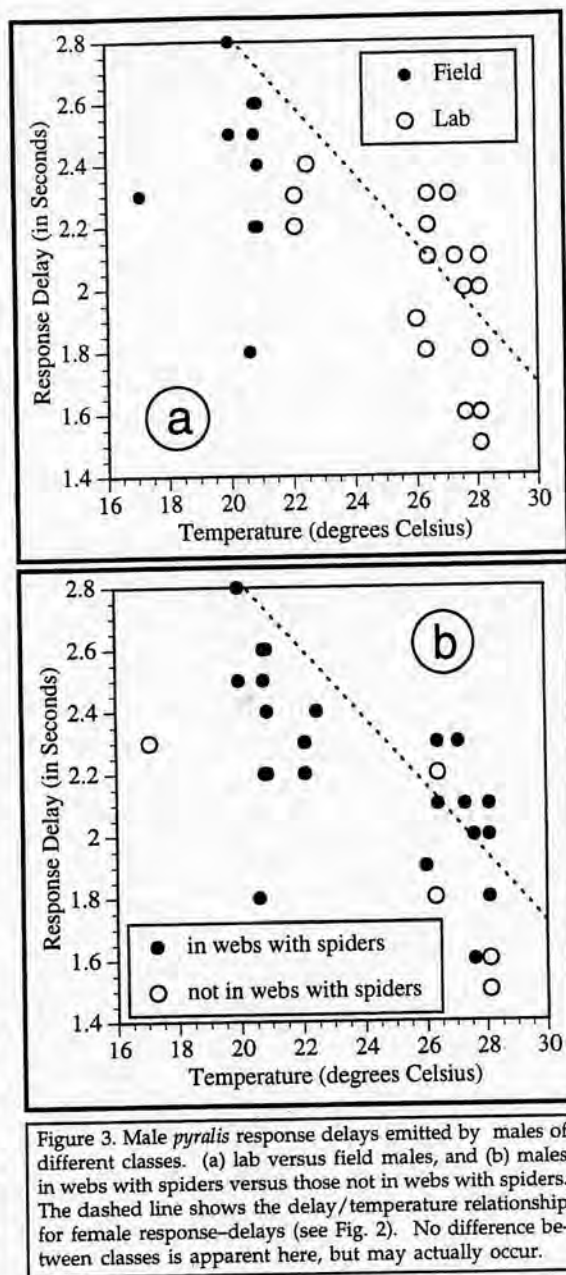 2.8
2.6
2.4
2.2
2
1.8
1.6
1.4
Response Delay (in Seconds)
Field
Lab
a
16 18 20 22 24 26 28 30
Temperature (degrees Celsius)
2.8
2.6
2.4
2.2
2
1.8
1.6
1.4
Response Delay (in Seconds)
b
in webs with spiders
not in webs with spiders
16 18 20 22 24 26 28 30
Temperature (degrees Celsius)
Figure 3. Male pyralis response delays emitted by males of
different classes. (a) lab versus field males, and (b) males
in webs with spiders versus those not in webs with spiders.
The dashed line shows the delay/temperature relationship
for female response–delays (see Fig. 2). No difference be-
tween classes is apparent here, but may actually occur.